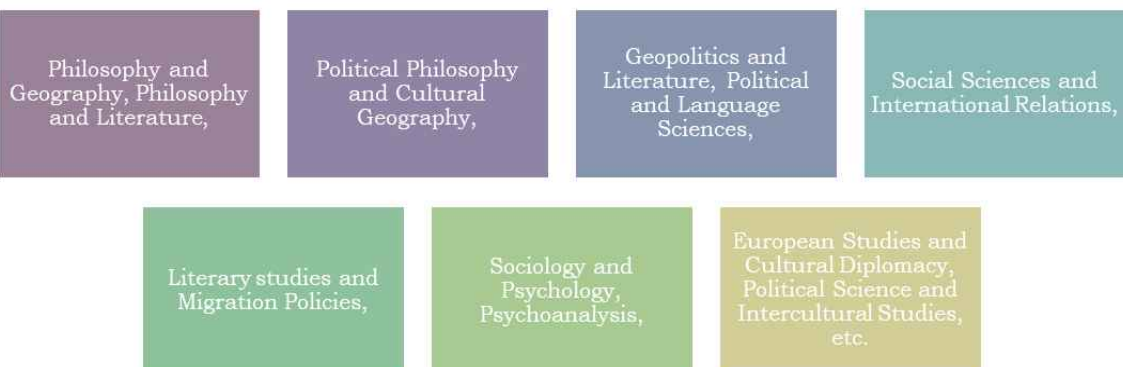 Philosophy and
Geography, Philosophy
and Literature,
Political Philosophy
and Cultural
Geography,
Geopolitics and
Literature, Political
and Language
Sciences,
Social Sciences and
International Relations,
Literary studies and
Migration Policies,
Sociology and
Psychology,
Psychoanalysis,
European Studies and
Cultural Diplomacy,
Political Science and
Intercultural Studies,
etc.